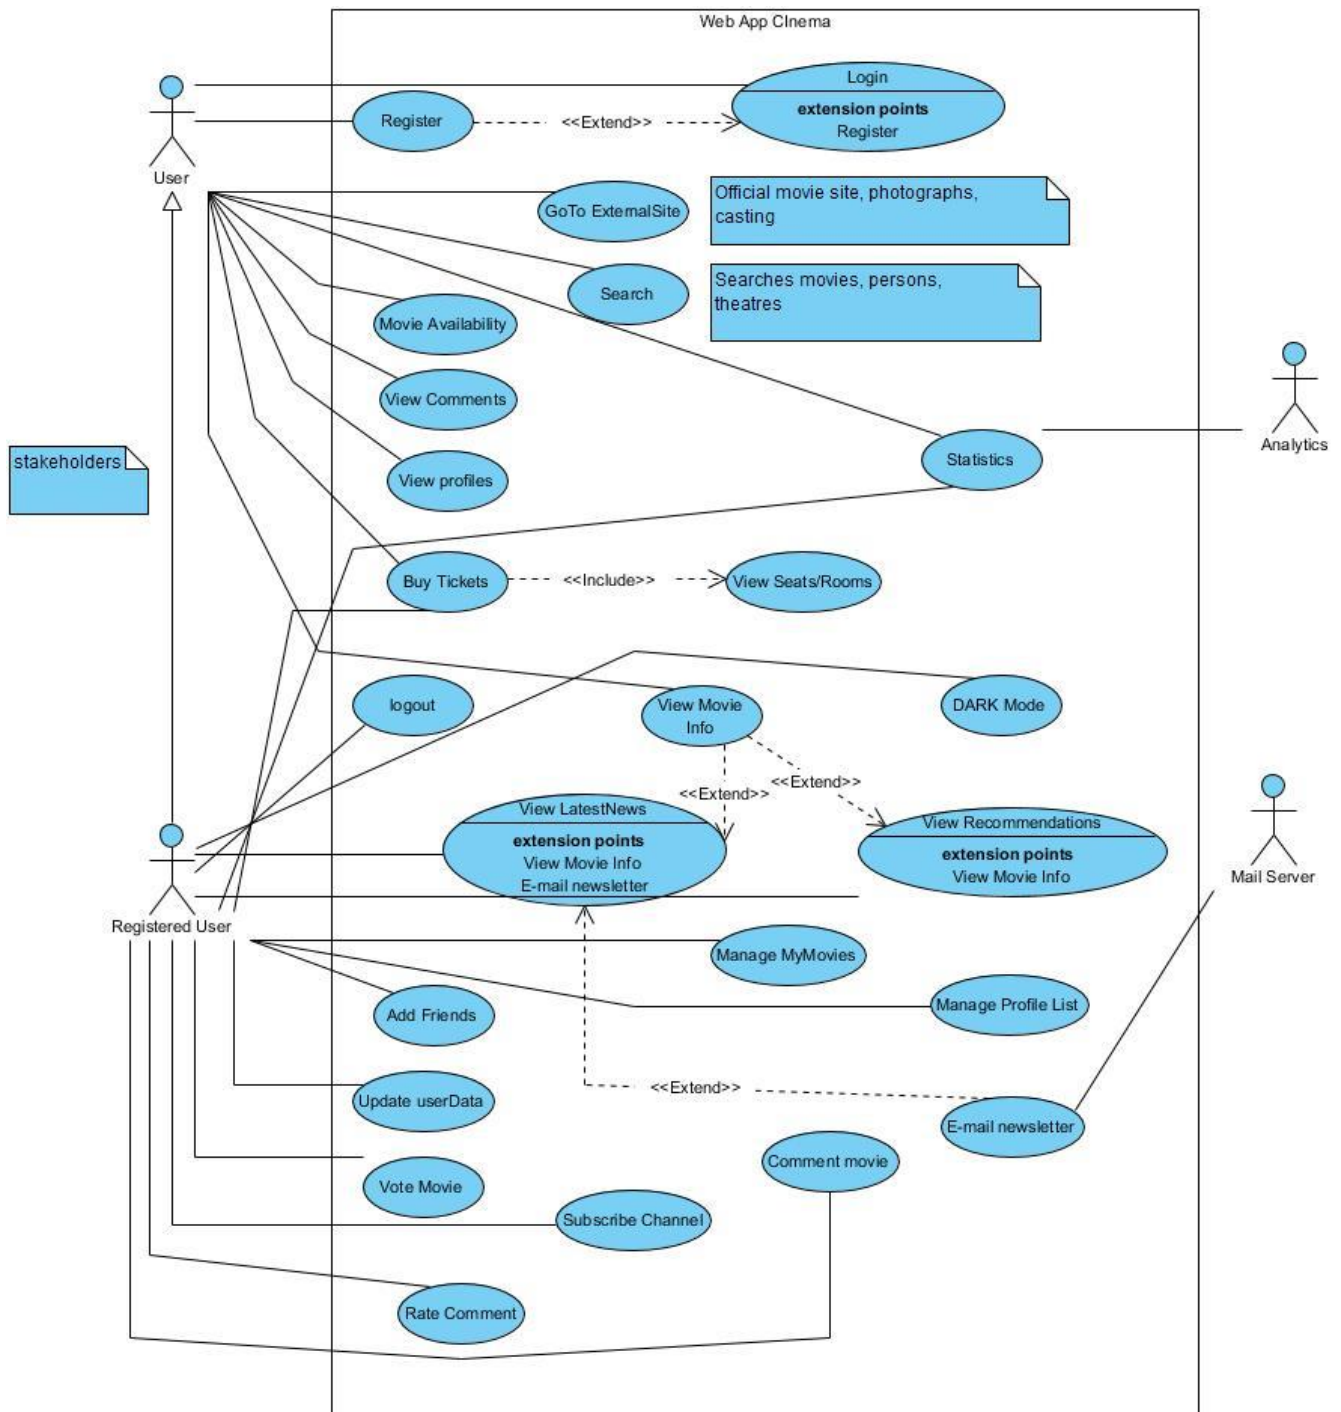 Web App CInema
Login
extension points
Register
Register
<<Extend>>
User
GoTo ExternalSite
Official movie site, photographs,
casting
Search
Searches movies, persons,
theatres
Movie Availability
View Comments
Analytics
stakeholders
View profiles
Statistics
Buy Tickets
<<Include>>
View Seats/Rooms
logout
View Movie
Info
DARK Mode
<<Extend>>
<<Extend>>
View LatestNews
extension points
View Movie Info
E-mail newsletter
View Recommendations
extension points
View Movie Info
Mail Server
Registered User
Manage MyMovies
Add Friends
Manage Profile List
<<Extend>>
Update userData
E-mail newsletter
Comment movie
Vote Movie
Subscribe Channel
Rate Comment